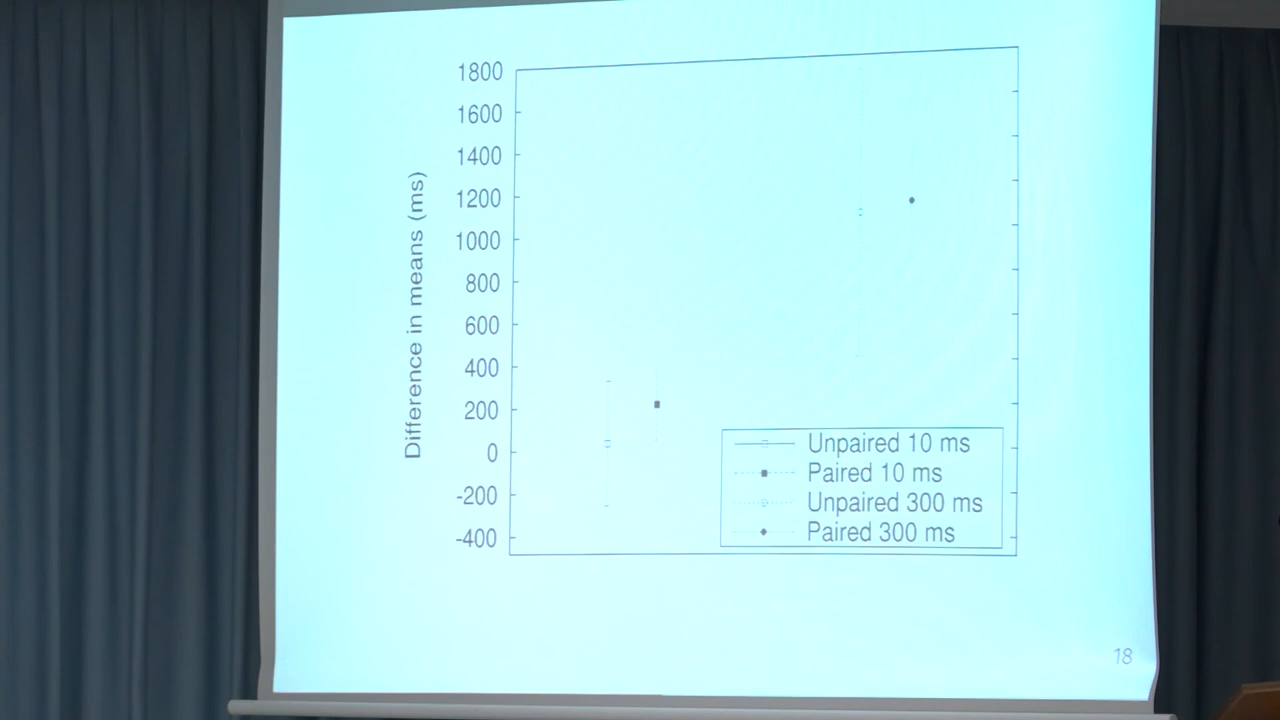 1800
1600
1400
1200
1000
800
600
400
200
0
-200
-400
Difference in means (ms)
Unpaired 10 ms
Paired 10 ms
Unpaired 300 ms
Paired 300 ms
18